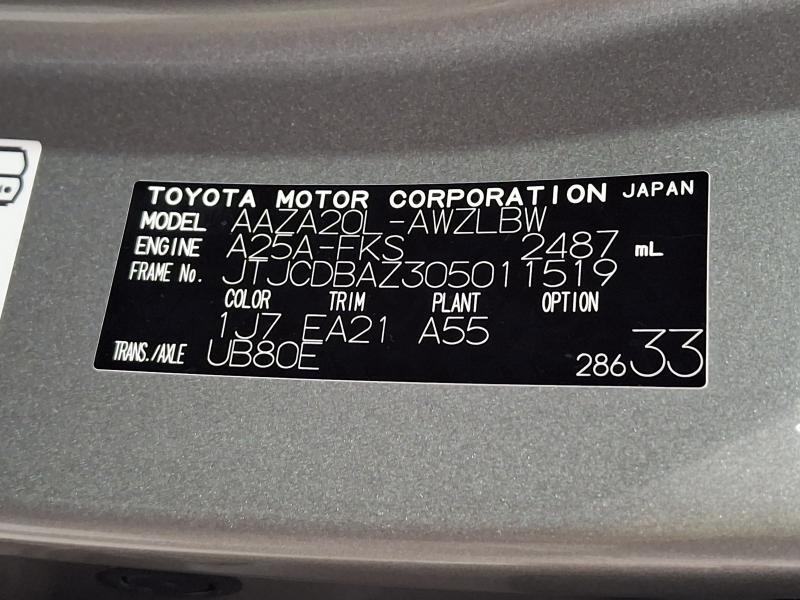 TOYOTA MOTOR CORPORATION JAPAN
MODEL AAZA20L-AWZLBW
ENGINE A25A-FKS 2487 mL
FRAME No. JTJCDBAZ305011519
COLOR TRIM PLANT OPTION
1J7 EA21 A55
TRANS./AXLE UB80E
28633